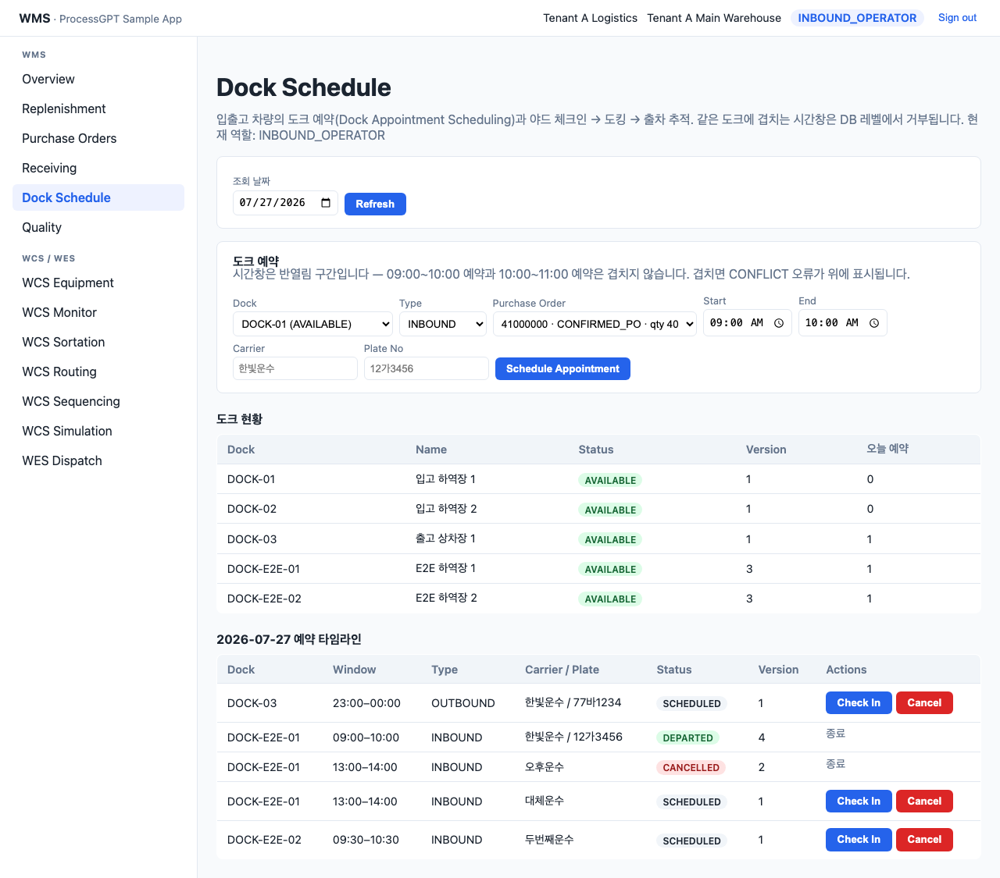 WMS · ProcessGPT Sample App
Tenant A Logistics Tenant A Main Warehouse INBOUND_OPERATOR Sign out
WMS
Overview
Replenishment
Purchase Orders
Receiving
Dock Schedule
Quality
WCS / WES
WCS Equipment
WCS Monitor
WCS Sortation
WCS Routing
WCS Sequencing
WCS Simulation
WES Dispatch
Dock Schedule
입출고 차량의 도크 예약(Dock Appointment Scheduling)과 야드 체크인 → 도킹 → 출차 추적. 같은 도크에 겹치는 시간창은 DB 레벨에서 거부됩니다. 현
재 역할: INBOUND_OPERATOR
조회 날짜
07/27/2026 Refresh
도크 예약
시간창은 반열림 구간입니다 — 09:00~10:00 예약과 10:00~11:00 예약은 겹치지 않습니다. 겹치면 CONFLICT 오류가 위에 표시됩니다.
Dock Type Purchase Order Start End
DOCK-01 (AVAILABLE) INBOUND 41000000 · CONFIRMED_PO · qty 40 09:00 AM 10:00 AM
Carrier Plate No
한빛운수 12가3456 Schedule Appointment
도크 현황
Dock Name Status Version 오늘 예약
DOCK-01 입고 하역장 1 AVAILABLE 1 0
DOCK-02 입고 하역장 2 AVAILABLE 1 0
DOCK-03 출고 상차장 1 AVAILABLE 1 1
DOCK-E2E-01 E2E 하역장 1 AVAILABLE 3 1
DOCK-E2E-02 E2E 하역장 2 AVAILABLE 3 1
2026-07-27 예약 타임라인
Dock Window Type Carrier / Plate Status Version Actions
DOCK-03 23:00–00:00 OUTBOUND 한빛운수 / 77바1234 SCHEDULED 1 Check In Cancel
DOCK-E2E-01 09:00–10:00 INBOUND 한빛운수 / 12가3456 DEPARTED 4 종료
DOCK-E2E-01 13:00–14:00 INBOUND 오후운수 CANCELLED 2 종료
DOCK-E2E-01 13:00–14:00 INBOUND 대체운수 SCHEDULED 1 Check In Cancel
DOCK-E2E-02 09:30–10:30 INBOUND 두번째운수 SCHEDULED 1 Check In Cancel